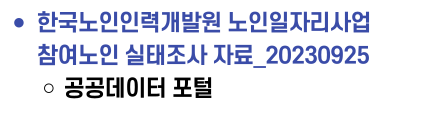 • 한국노인인력개발원 노인일자리사업
참여노인 실태조사 자료_20230925
○ 공공데이터 포털